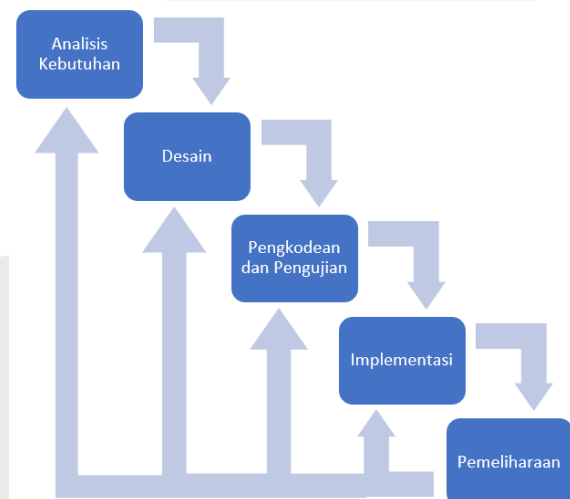 Analisis
Kebutuhan
Desain
Pengkodean
dan Pengujian
Implementasi
Pemeliharaan